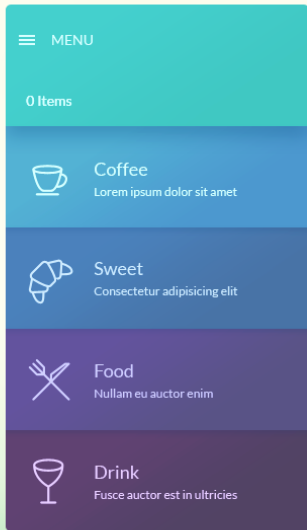 MENU
0 Items
Coffee
Lorem ipsum dolor sit amet
Sweet
Consectetur adipisicing elit
Food
Nullam eu auctor enim
Drink
Fusce auctor est in ultricies